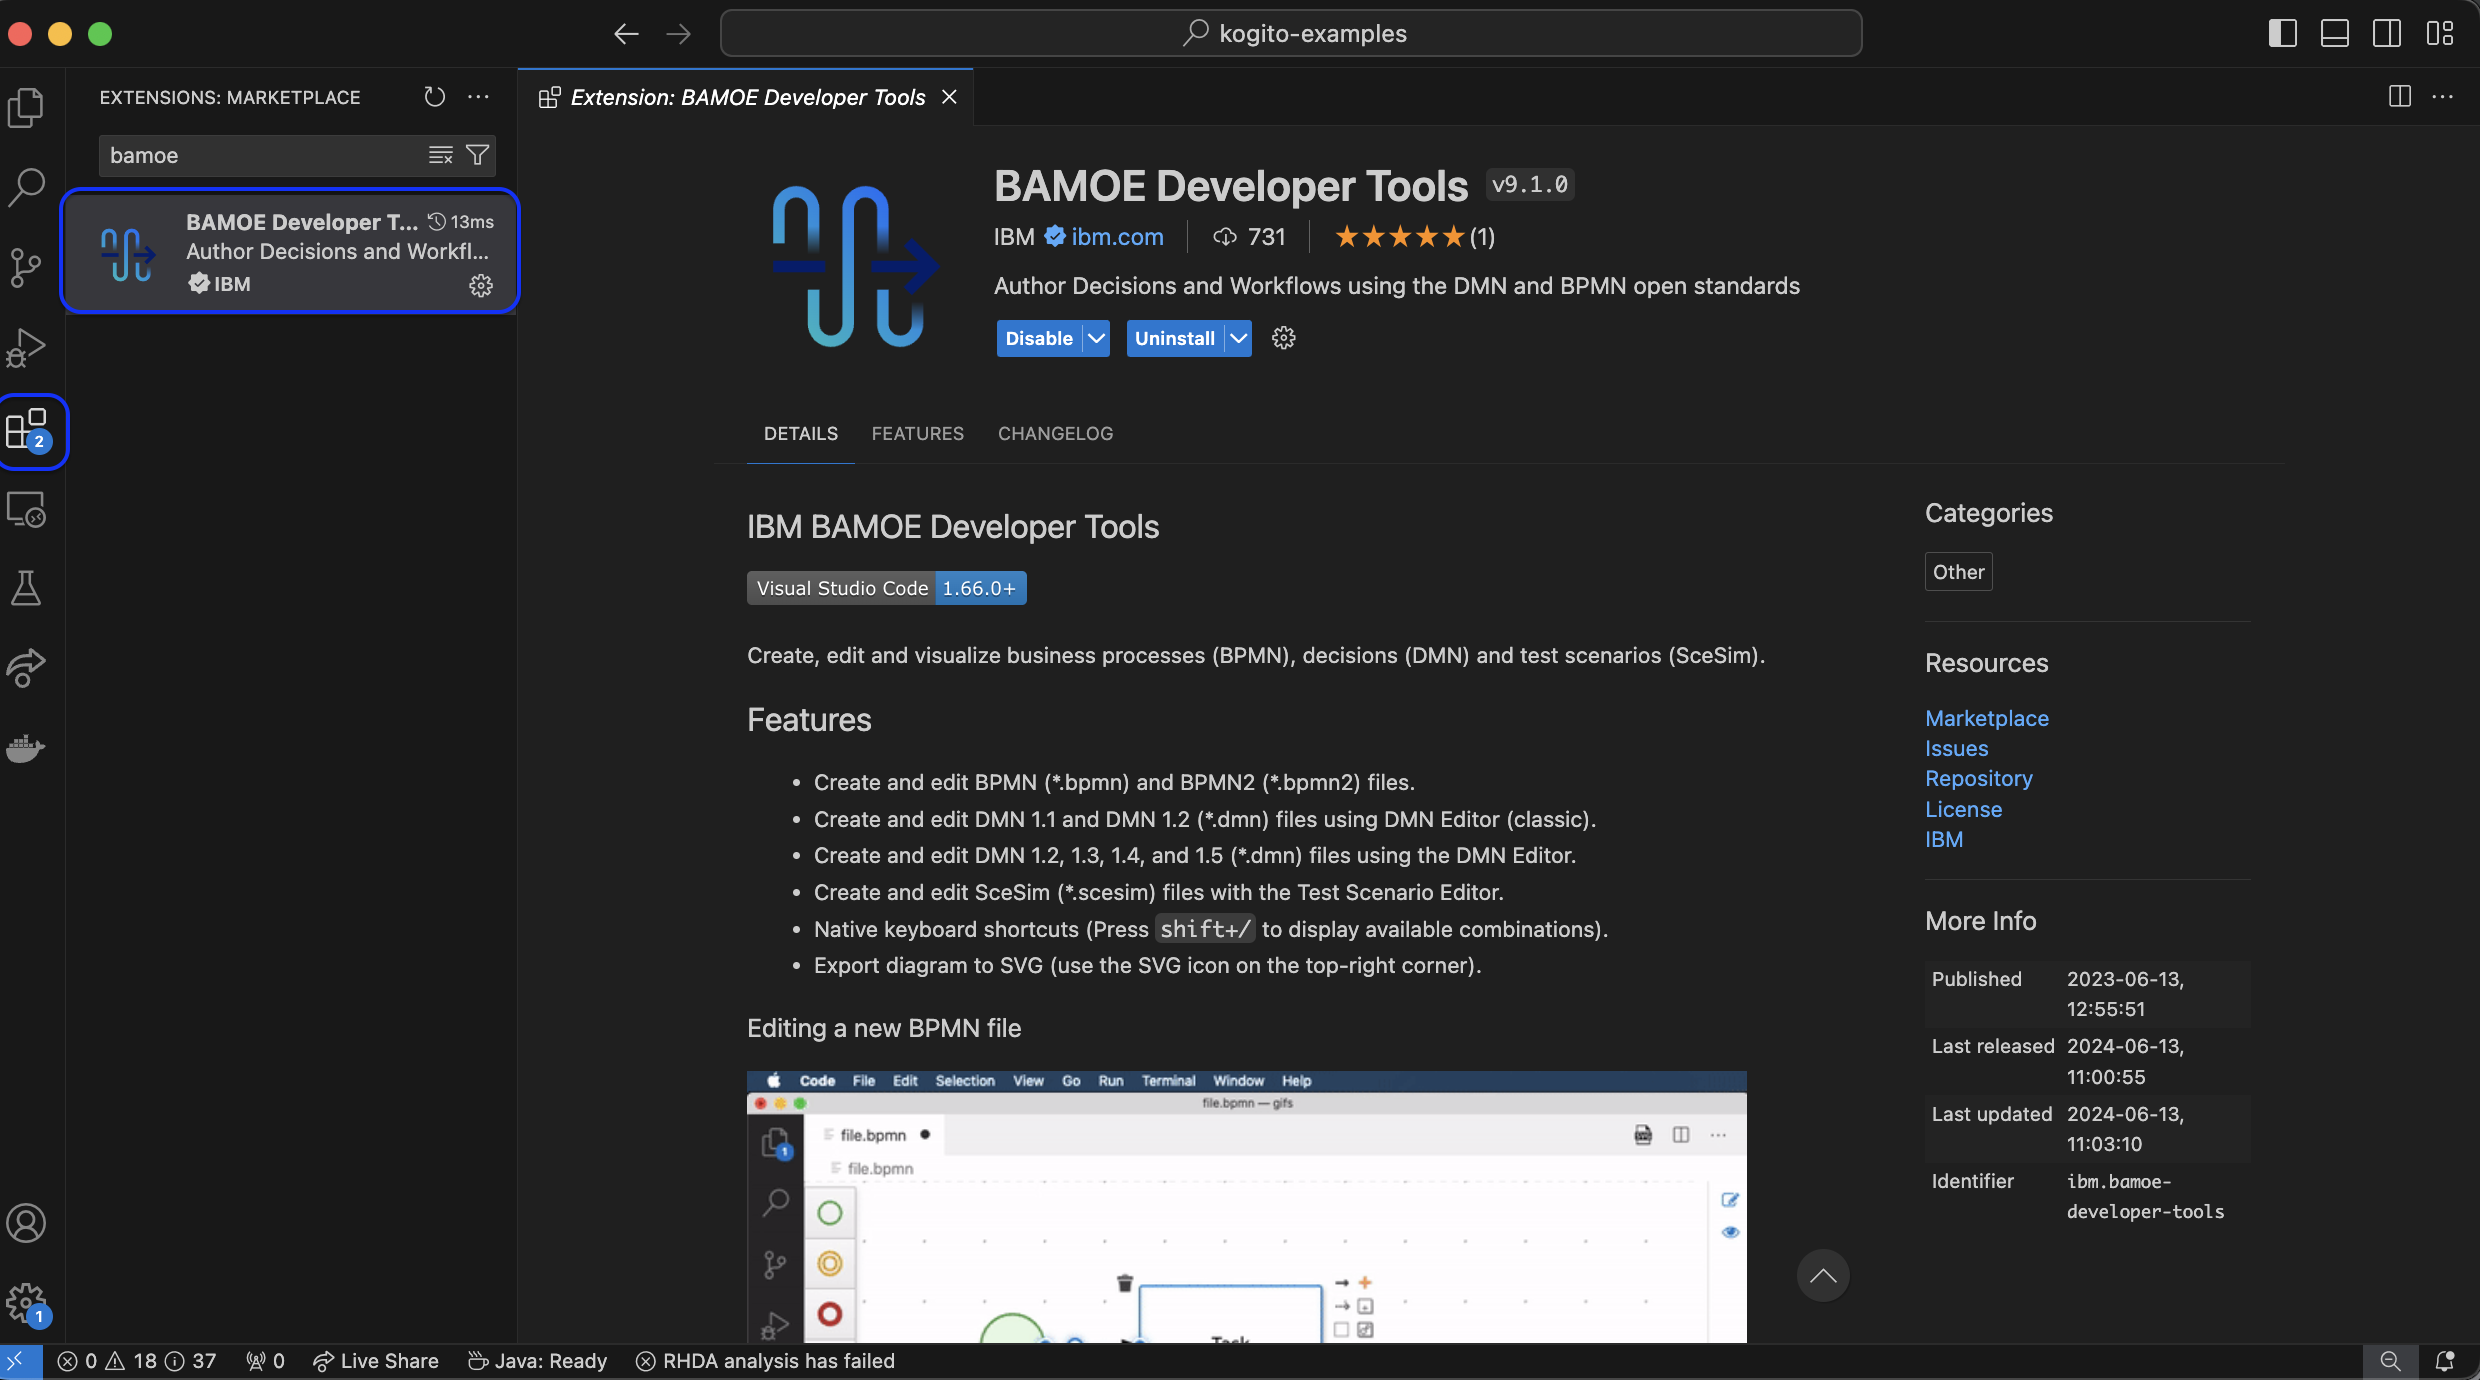 kogito-examples
EXTENSIONS: MARKETPLACE
bamoe
BAMOE Developer T... 13ms
Author Decisions and Workfl...
IBM
2
1
Extension: BAMOE Developer Tools
BAMOE Developer Tools v9.1.0
IBM ibm.com 731 ★★★★★(1)
Author Decisions and Workflows using the DMN and BPMN open standards
Disable Uninstall
DETAILS FEATURES CHANGELOG
IBM BAMOE Developer Tools
Visual Studio Code 1.66.0+
Create, edit and visualize business processes (BPMN), decisions (DMN) and test scenarios (SceSim).
Features
• Create and edit BPMN (*.bpmn) and BPMN2 (*.bpmn2) files.
• Create and edit DMN 1.1 and DMN 1.2 (*.dmn) files using DMN Editor (classic).
• Create and edit DMN 1.2, 1.3, 1.4, and 1.5 (*.dmn) files using the DMN Editor.
• Create and edit SceSim (*.scesim) files with the Test Scenario Editor.
• Native keyboard shortcuts (Press shift+/ to display available combinations).
• Export diagram to SVG (use the SVG icon on the top-right corner).
Editing a new BPMN file
Code File Edit Selection View Go Run Terminal Window Help
file.bpmn — gifs
file.bpmn
1
file.bpmn
Task
Categories
Other
Resources
Marketplace
Issues
Repository
License
IBM
More Info
Published 2023-06-13,
12:55:51
Last released 2024-06-13,
11:00:55
Last updated 2024-06-13,
11:03:10
Identifier ibm.bamoe-
developer-tools
0 18 37 0 Live Share Java: Ready RHDA analysis has failed